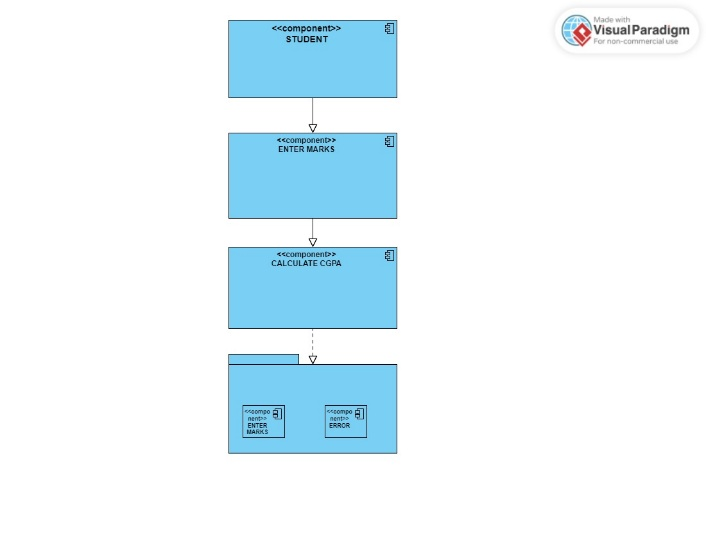 Made with
Visual Paradigm
For non-commercial use
<<component>>
STUDENT
<<component>>
ENTER MARKS
<<component>>
CALCULATE CGPA
<<compo
nent>>
ENTER
MARKS
<<compo
nent>>
ERROR